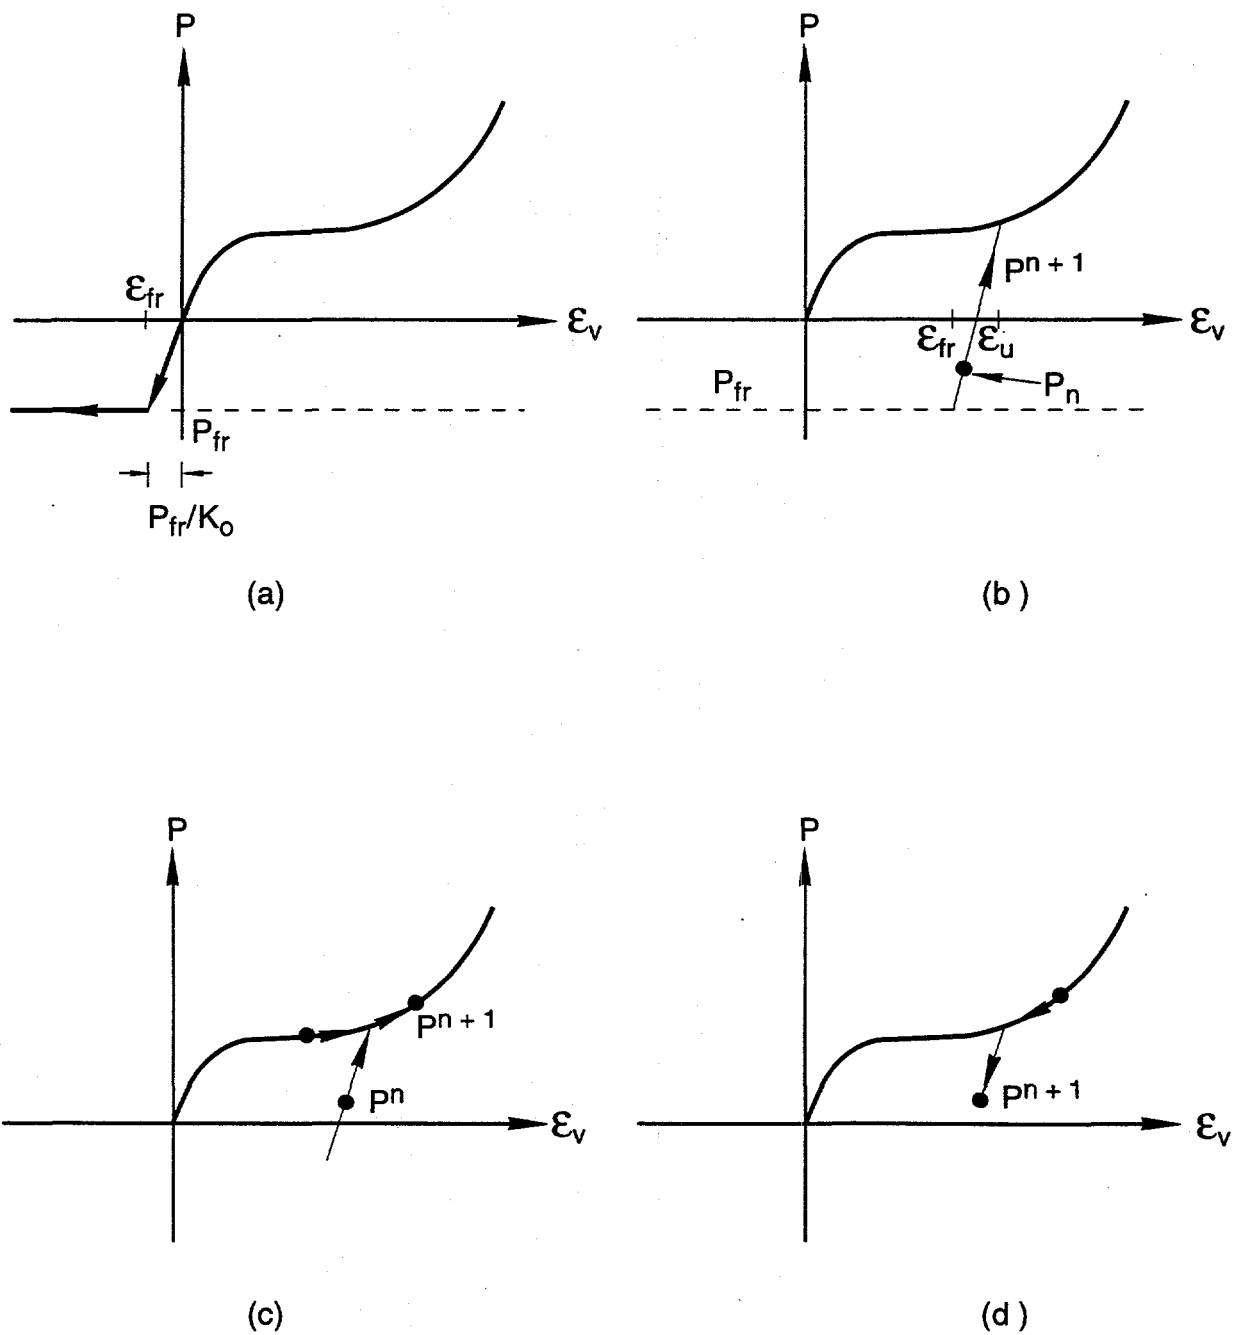 P
P
ε_fr
P^{n + 1}
ε_v
ε_v
ε_fr
ε_u
P_fr
P_n
P_fr
P_fr/K_o
(a)
(b )
P
P
P^{n + 1}
P^n
P^{n + 1}
ε_v
ε_v
(c)
(d )